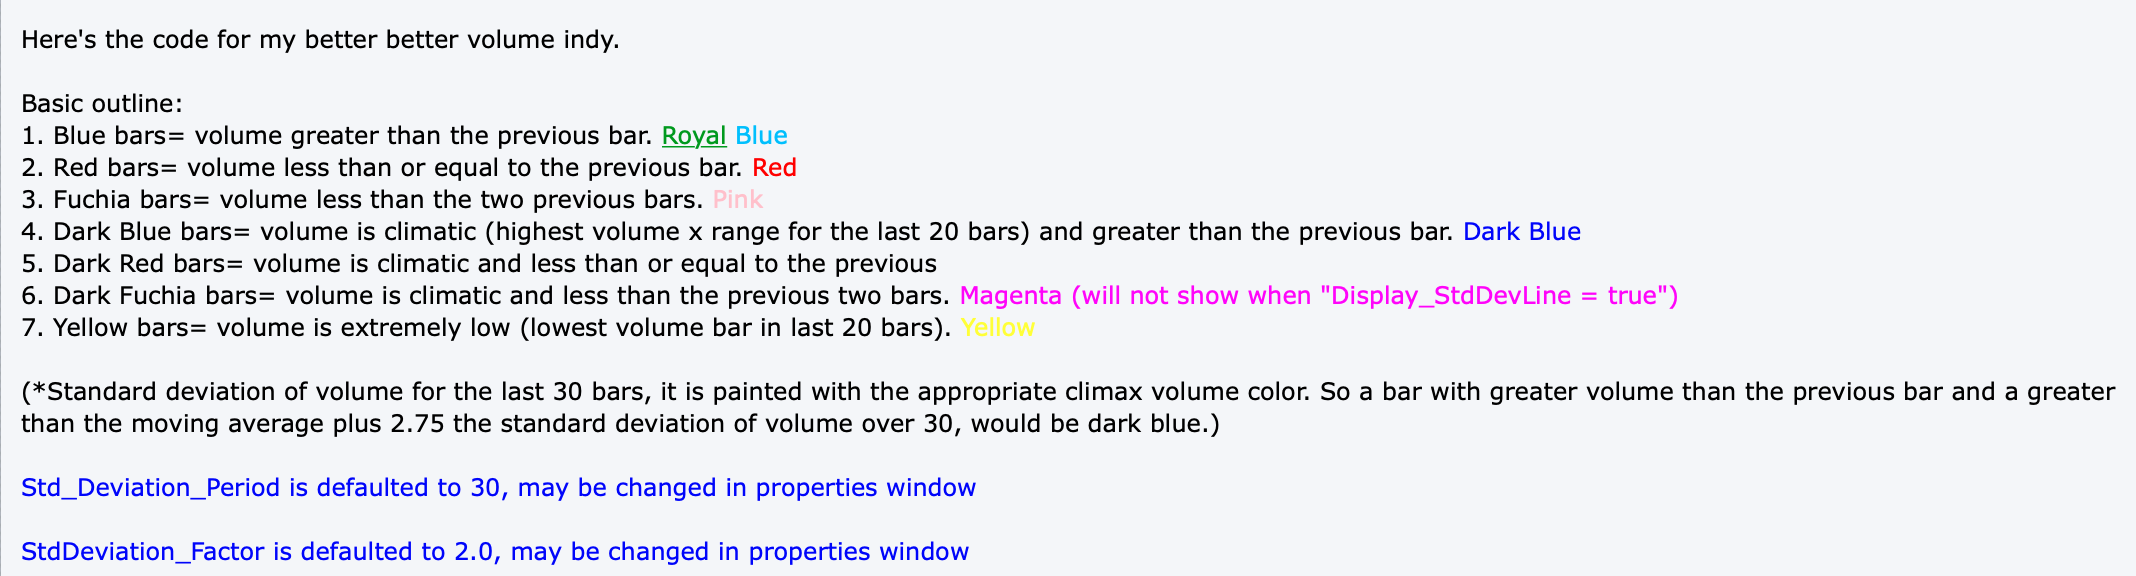 Here's the code for my better better volume indy.
Basic outline:
1. Blue bars= volume greater than the previous bar. Royal Blue
2. Red bars= volume less than or equal to the previous bar. Red
3. Fuchia bars= volume less than the two previous bars. Pink
4. Dark Blue bars= volume is climatic (highest volume x range for the last 20 bars) and greater than the previous bar. Dark Blue
5. Dark Red bars= volume is climatic and less than or equal to the previous
6. Dark Fuchia bars= volume is climatic and less than the previous two bars. Magenta (will not show when "Display_StdDevLine = true")
7. Yellow bars= volume is extremely low (lowest volume bar in last 20 bars). Yellow
(*Standard deviation of volume for the last 30 bars, it is painted with the appropriate climax volume color. So a bar with greater volume than the previous bar and a greater
than the moving average plus 2.75 the standard deviation of volume over 30, would be dark blue.)
Std_Deviation_Period is defaulted to 30, may be changed in properties window
StdDeviation_Factor is defaulted to 2.0, may be changed in properties window